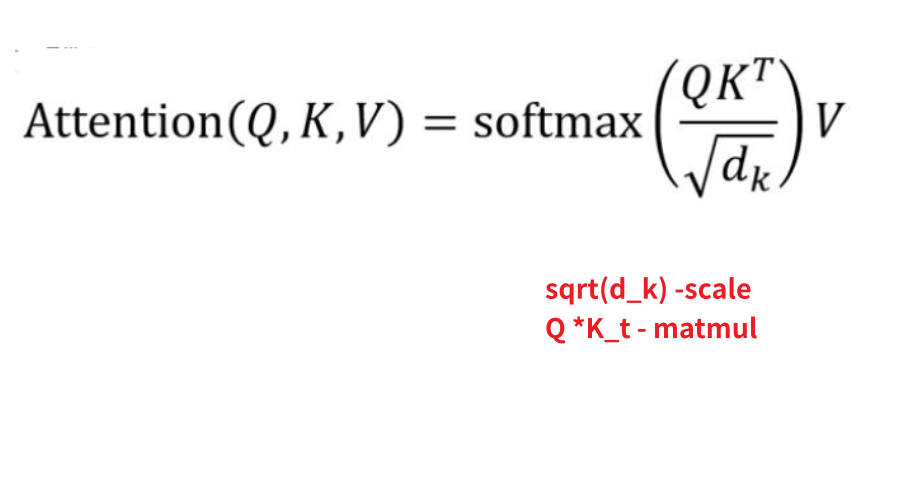 Attention(Q, K, V) = softmax(QK^T / √d_k)V
sqrt(d_k) -scale
Q *K_t - matmul